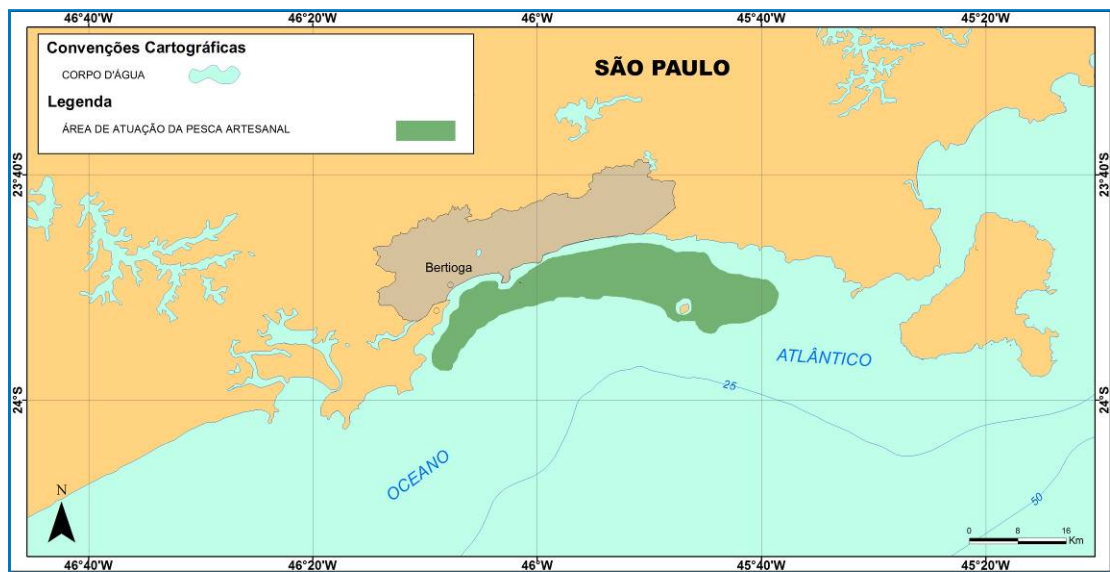 46°40'W 46°20'W 46°0'W 45°40'W 45°20'W
Convenções Cartográficas
CORPO D'ÁGUA
Legenda
ÁREA DE ATUAÇÃO DA PESCA ARTESANAL
SÃO PAULO
23°40'S 23°40'S
Bertioga
ATLÂNTICO
25
24°S 24°S
OCEANO
50
N
0 8 16
Km
46°40'W 46°20'W 46°0'W 45°40'W 45°20'W